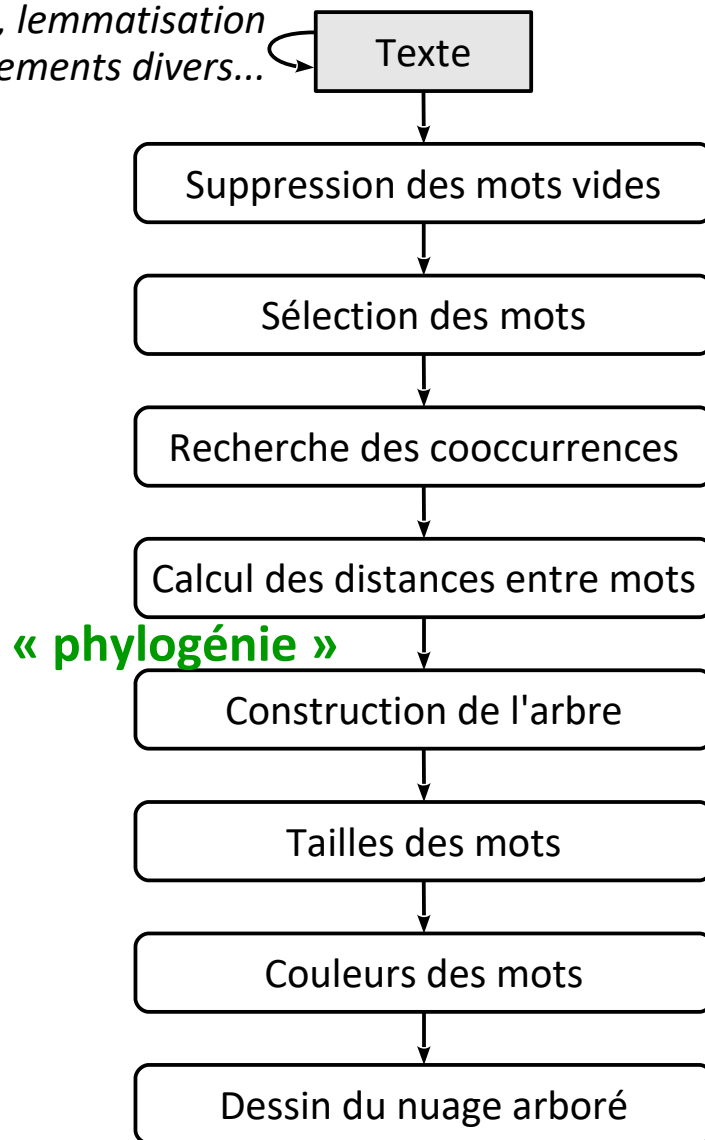 , lemmatisation
ements divers...
Texte
Suppression des mots vides
Sélection des mots
Recherche des cooccurrences
Calcul des distances entre mots
« phylogénie »
Construction de l'arbre
Tailles des mots
Couleurs des mots
Dessin du nuage arboré